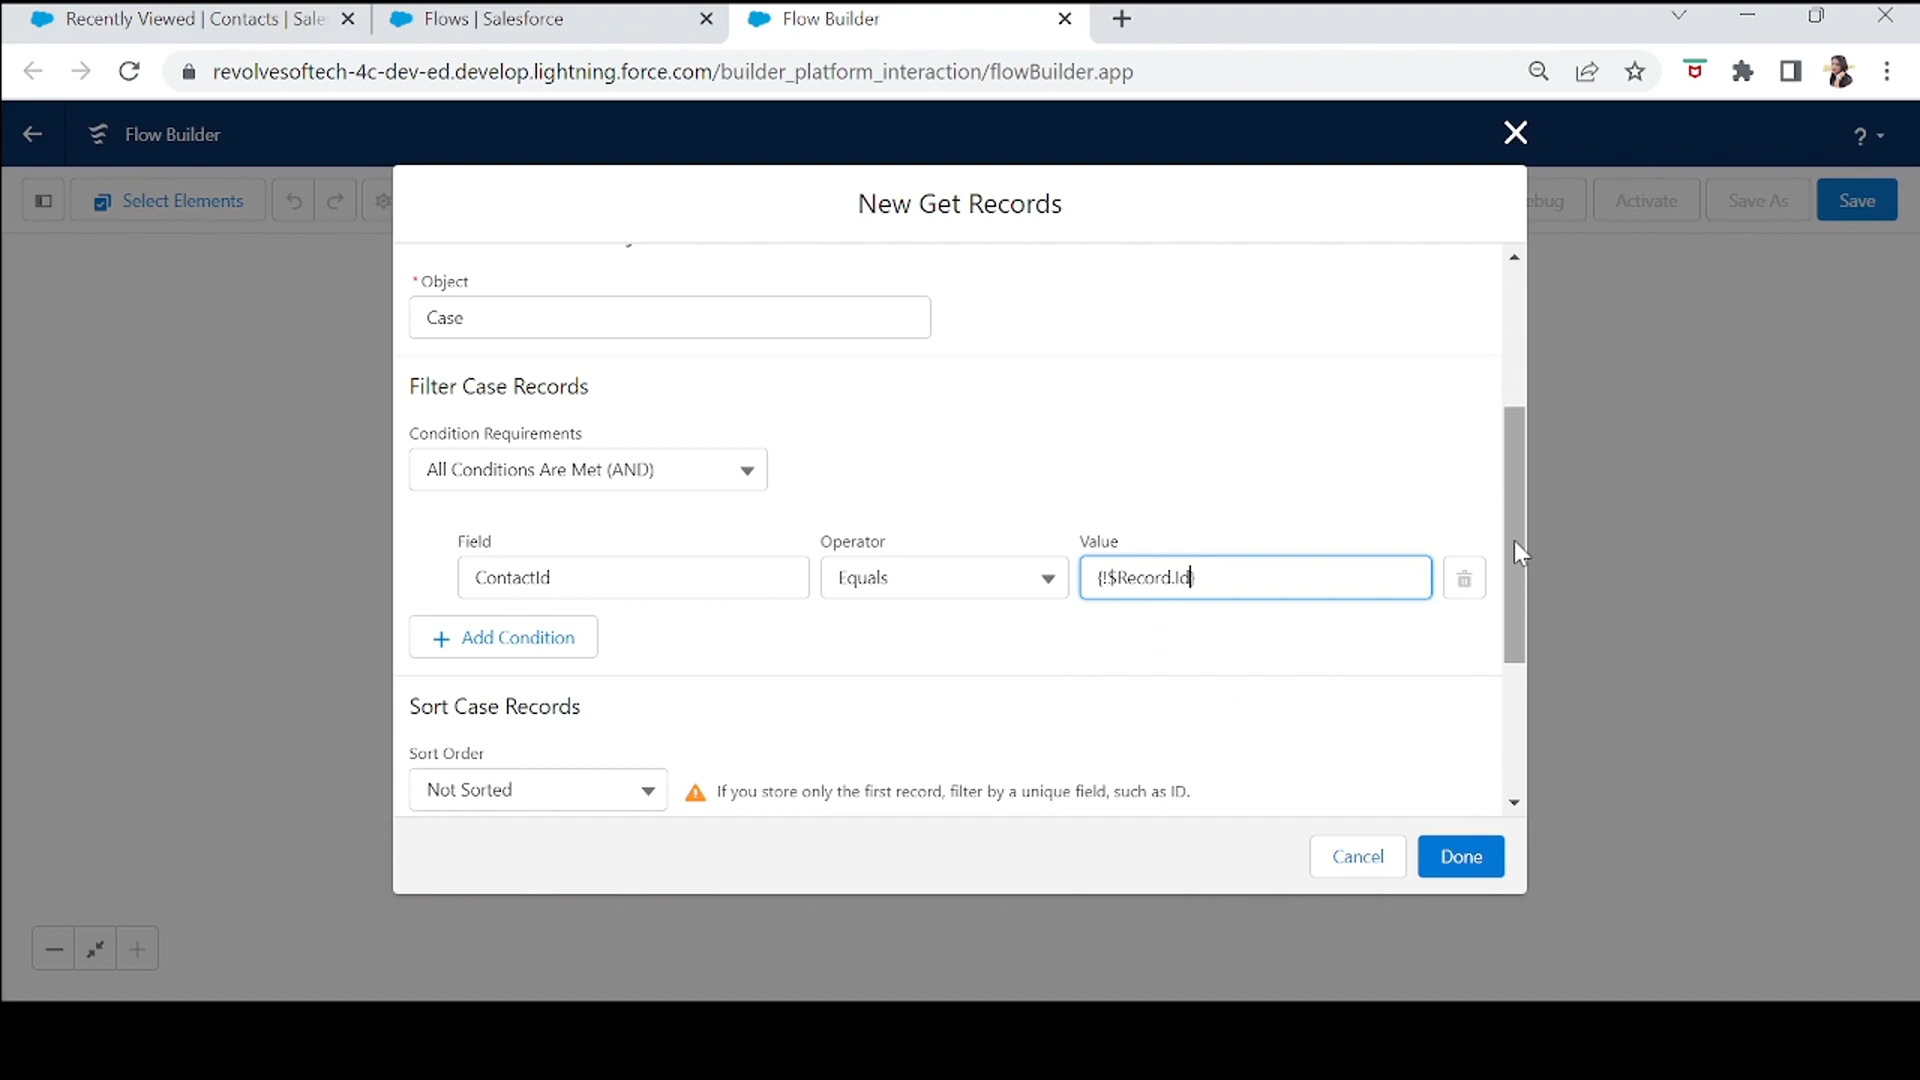 Recently Viewed | Contacts | Sale
Flows | Salesforce
Flow Builder
revolvesoftech-4c-dev-ed.develop.lightning.force.com/builder_platform_interaction/flowBuilder.app
Flow Builder
?
Select Elements
ebug
Activate
Save As
Save
New Get Records
* Object
Case
Filter Case Records
Condition Requirements
All Conditions Are Met (AND)
Field
Operator
Value
ContactId
Equals
{!$Record.Id}
+ Add Condition
Sort Case Records
Sort Order
Not Sorted
If you store only the first record, filter by a unique field, such as ID.
Cancel
Done